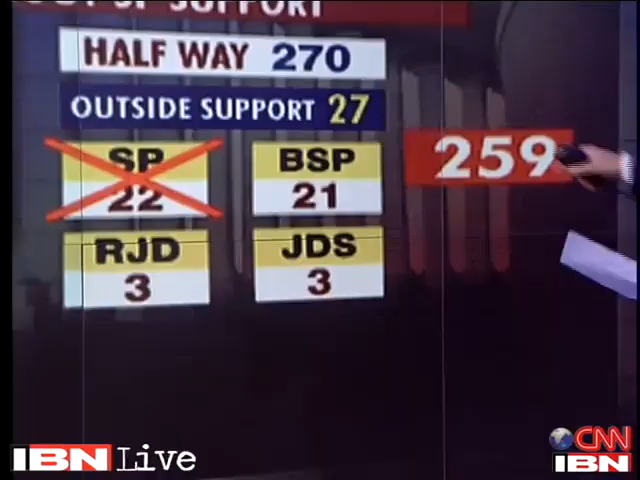 SUPPORT
HALF WAY 270
OUTSIDE SUPPORT 27
SP
22
BSP
21
259
RJD
3
JDS
3
IBN Live
CNN
IBN